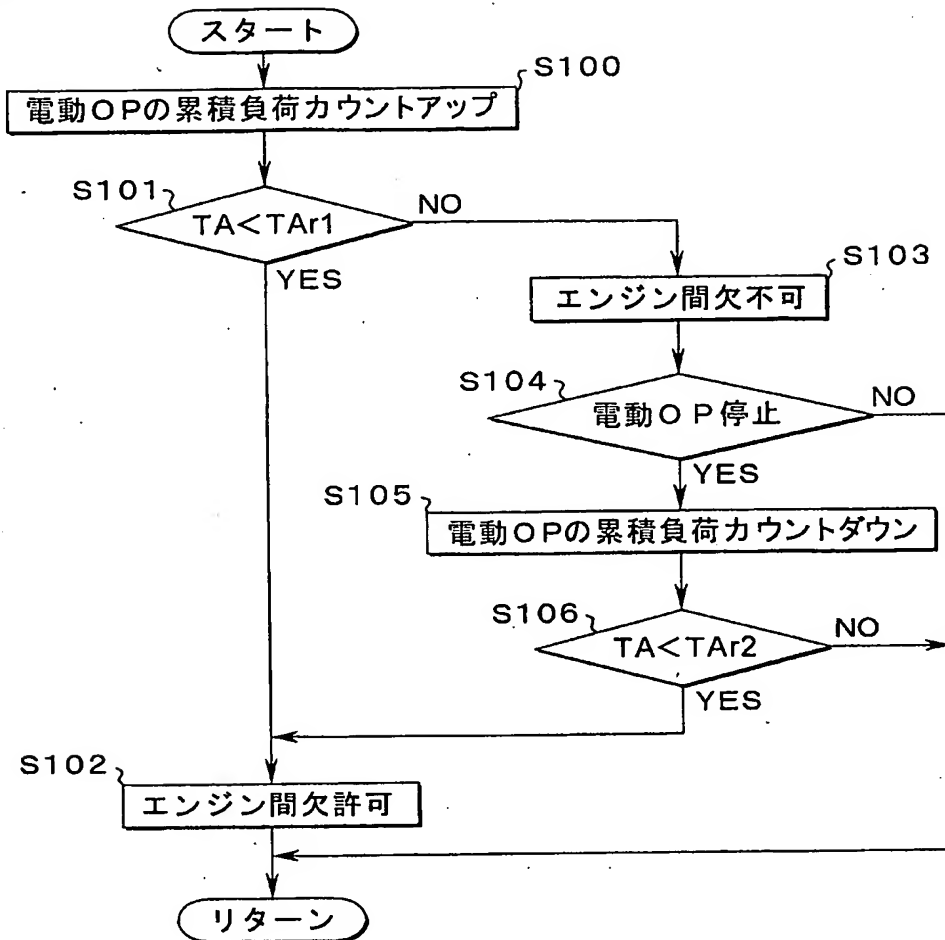 スタート
S100
電動OPの累積負荷カウントアップ
S101
TA<TAr1
NO
YES
S103
エンジン間欠不可
S104
電動OP停止
NO
YES
S105
電動OPの累積負荷カウントダウン
S106
TA<TAr2
NO
YES
S102
エンジン間欠許可
リターン